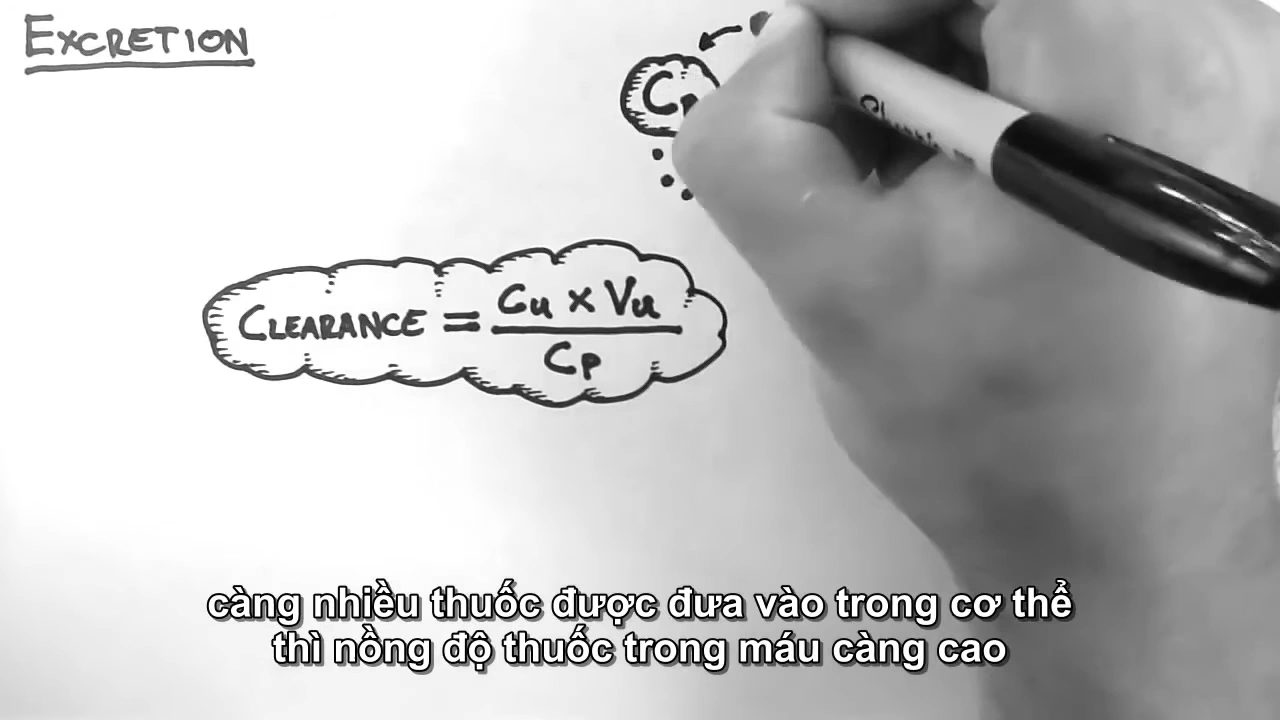 EXCRETION
Cp
CLEARANCE = Cu x Vu
Cp
càng nhiều thuốc được đưa vào trong cơ thể
thì nồng độ thuốc trong máu càng cao